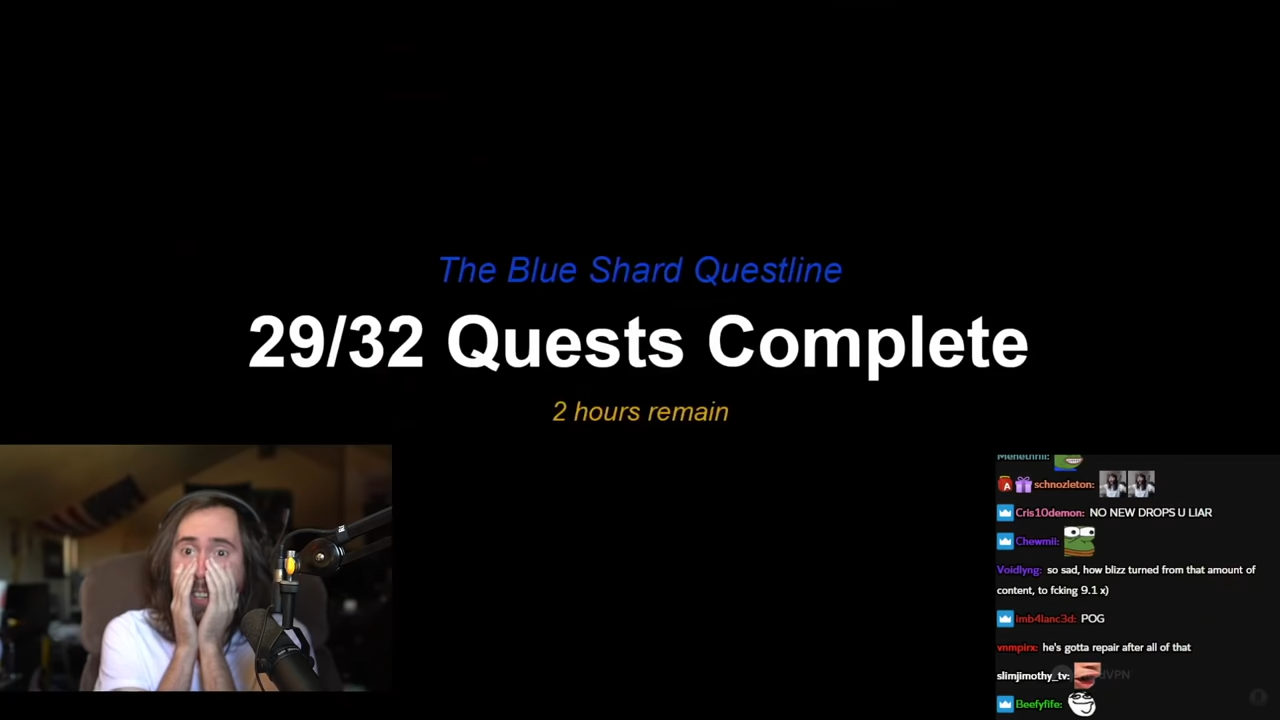 The Blue Shard Questline
29/32 Quests Complete
2 hours remain
Menethrill:
schnozleton:
Cris10demon: NO NEW DROPS U LIAR
Chewmii:
Voidlyng: so sad, how blizz turned from that amount of
content, to fcking 9.1 x)
imb4lanc3d: POG
vnmpirx: he's gotta repair after all of that
slimjimothy_tv:
Beefyfife: